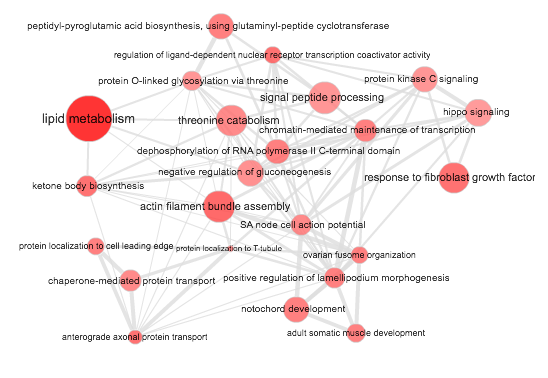 peptidyl-pyroglutamic acid biosynthesis, using glutaminyl-peptide cyclotransferase
regulation of ligand-dependent nuclear receptor transcription coactivator activity
protein O-linked glycosylation via threonine
protein kinase C signaling
signal peptide processing
hippo signaling
lipid metabolism
threonine catabolism
chromatin-mediated maintenance of transcription
dephosphorylation of RNA polymerase II C-terminal domain
negative regulation of gluconeogenesis
response to fibroblast growth factor
ketone body biosynthesis
actin filament bundle assembly
SA node cell action potential
protein localization to cell leading edge
protein localization to T-tubule
ovarian fusome organization
chaperone-mediated protein transport
positive regulation of lamellipodium morphogenesis
notochord development
anterograde axonal protein transport
adult somatic muscle development